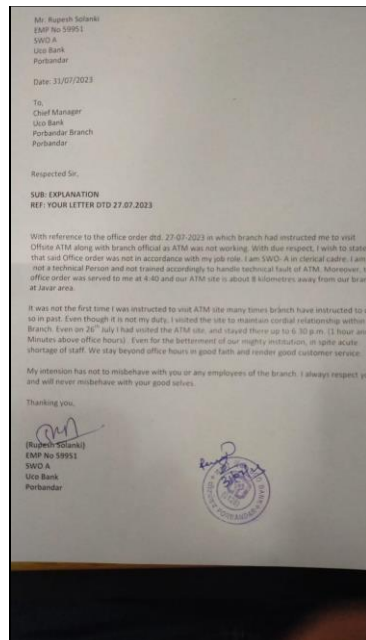 Mr. Rupesh Solanki
EMP No 59951
SWO A
Uco Bank
Porbandar
Date: 31/07/2023
To,
Chief Manager
Uco Bank
Porbandar Branch
Porbandar
Respected Sir,
SUB: EXPLANATION
REF: YOUR LETTER DTD 27.07.2023
With reference to the office order dtd. 27-07-2023 in which branch had instructed me to visit
Offsite ATM along with branch official as ATM was not working. With due respect, I wish to state
that said Office order was not in accordance with my job role. I am SWO- A in clerical cadre. I am
not a technical Person and not trained accordingly to handle technical fault of ATM. Moreover,
office order was served to me at 4:40 and our ATM site is about 8 kilometres away from our
at Javar area.
It was not the first time I was instructed to visit ATM site many times branch have instructed to
so in past. Even though it is not my duty, I visited the site to maintain cordial relationship within
Branch. Even on 26th July I had visited the ATM site, and stayed there up to 6.30 p.m. (1 hour and
Minutes above office hours). Even for the betterment of our mighty institution, in spite acute
shortage of staff. We stay beyond office hours in good faith and render good customer service.
My intension has not to misbehave with you or any employees of the branch. I always respect
and will never misbehave with your good selves.
Thanking you,
(Rupesh Solanki)
EMP No 59951
SWO A
Uco Bank
Porbandar